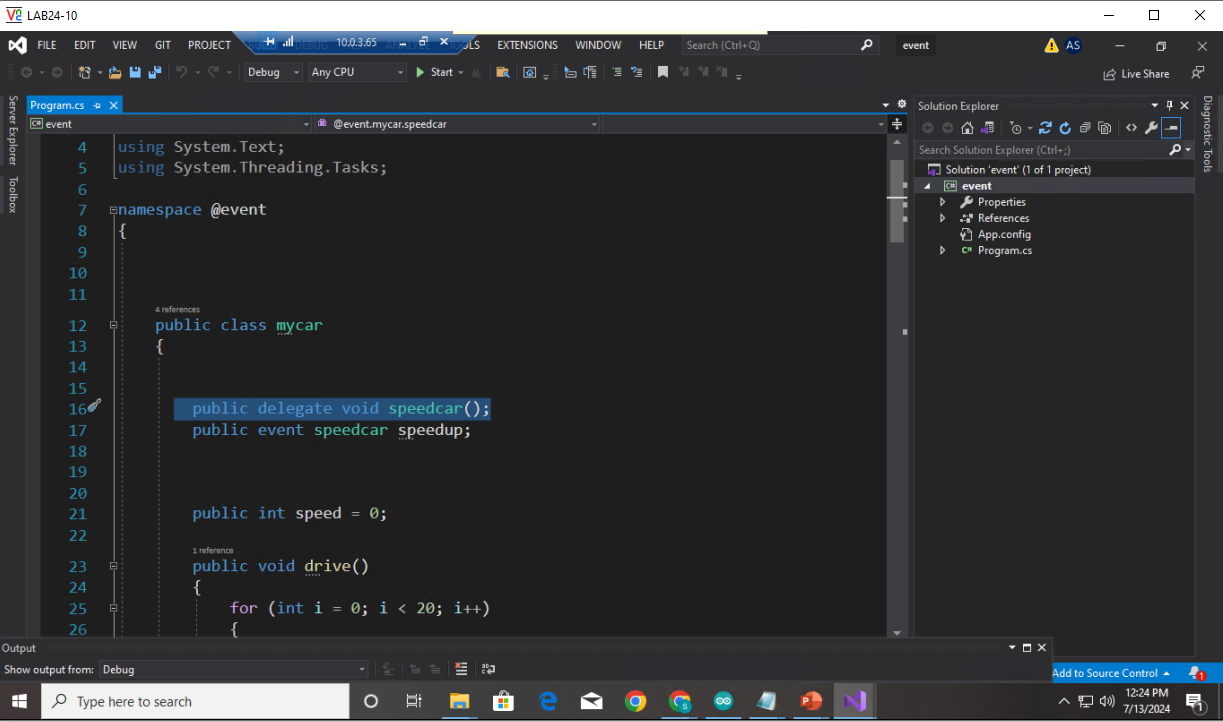 LAB24-10
FILE EDIT VIEW GIT PROJECT 10.0.3.65 EXTENSIONS WINDOW HELP Search (Ctrl+Q) event AS
Debug Any CPU Start Live Share
Server Explorer
Toolbox
Program.cs
event @event.mycar.speedcar
4 using System.Text;
5 using System.Threading.Tasks;
6
7 namespace @event
8 {
9
10
11
4 references
12 public class mycar
13 {
14
15
16 public delegate void speedcar();
17 public event speedcar speedup;
18
19
20
21 public int speed = 0;
22
1 reference
23 public void drive()
24 {
25 for (int i = 0; i < 20; i++)
26 {
Solution Explorer
Search Solution Explorer (Ctrl+;)
Solution 'event' (1 of 1 project)
C# event
Properties
References
App.config
C# Program.cs
Diagnostic Tools
Output
Show output from: Debug
Add to Source Control 1
Type here to search
12:24 PM
7/13/2024
1